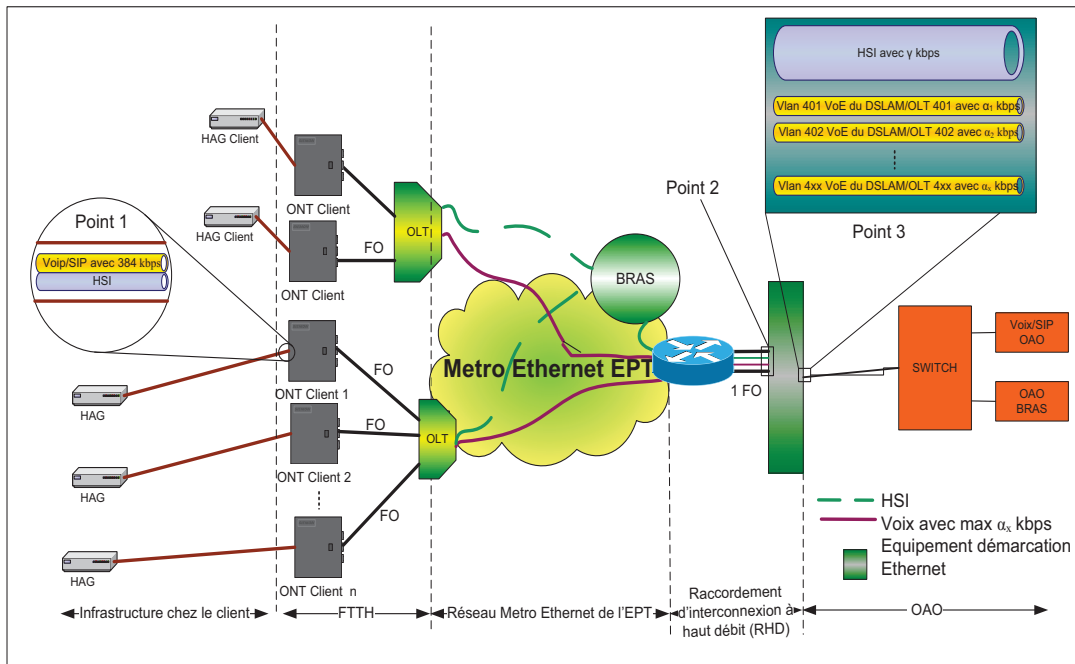 HSI avec γ kbps
Vlan 401 VoE du DSLAM/OLT 401 avec α1 kbps
Vlan 402 VoE du DSLAM/OLT 402 avec α2 kbps
Vlan 4xx VoE du DSLAM/OLT 4xx avec αx kbps
HAG Client
ONT Client
HAG Client
ONT Client
FO
OLT
Point 1
Voip/SIP avec 384 kbps
HSI
Point 2
Point 3
BRAS
Metro Ethernet EPT
1 FO
SWITCH
Voix/SIP
OAO
OAO
BRAS
HAG
ONT Client 1
FO
FO
OLT
HAG
ONT Client 2
FO
HAG
ONT Client n
HSI
Voix avec max αx kbps
Equipement démarcation
Ethernet
Infrastructure chez le client
FTTH
Réseau Metro Ethernet de l'EPT
Raccordement
d'interconnexion à
haut débit (RHD)
OAO